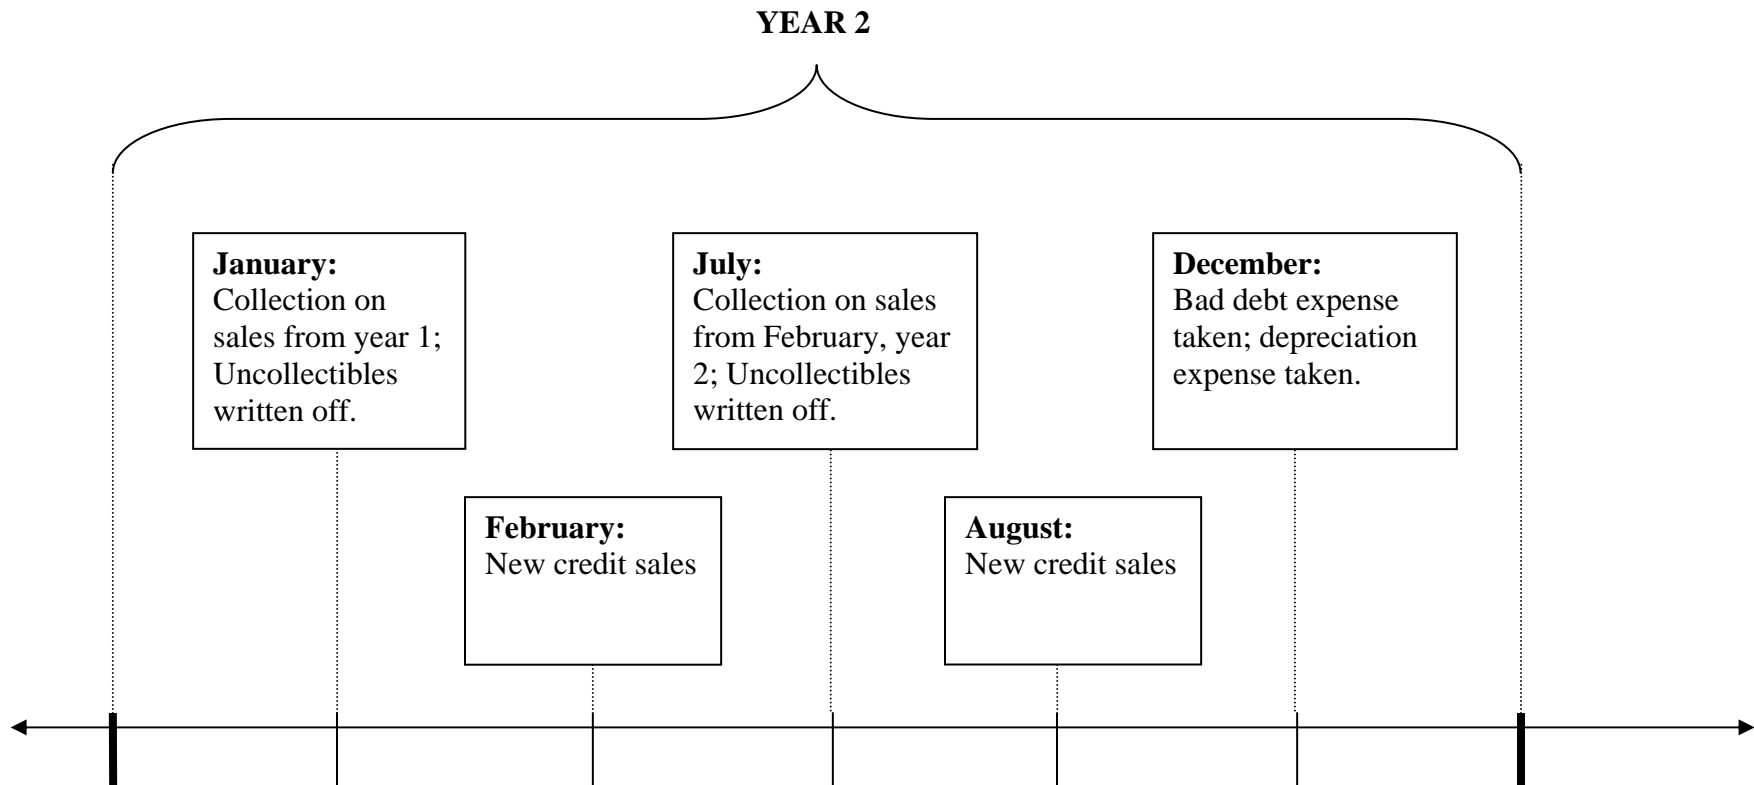 YEAR 2
January:
Collection on
sales from year 1;
Uncollectibles
written off.
July:
Collection on sales
from February, year
2; Uncollectibles
written off.
December:
Bad debt expense
taken; depreciation
expense taken.
February:
New credit sales
August:
New credit sales